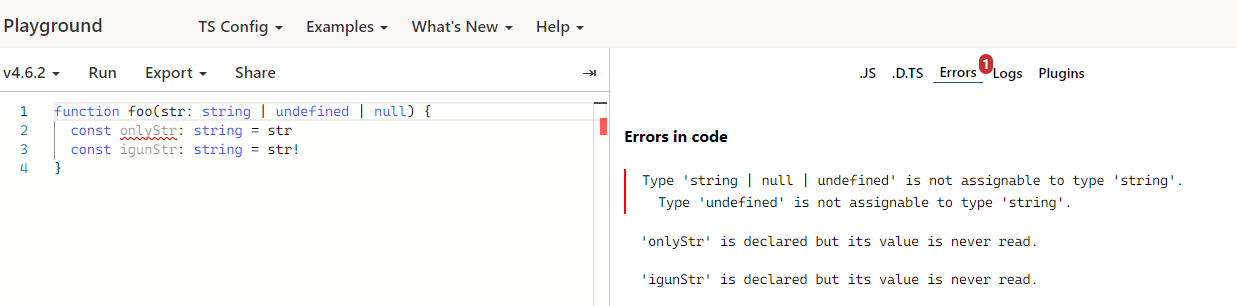 Playground TS Config Examples What's New Help
v4.6.2 Run Export Share
1 function foo(str: string | undefined | null) {
2 const onlyStr: string = str
3 const igunStr: string = str!
4 }
.JS .D.TS Errors 1 Logs Plugins
Errors in code
Type 'string | null | undefined' is not assignable to type 'string'.
Type 'undefined' is not assignable to type 'string'.
'onlyStr' is declared but its value is never read.
'igunStr' is declared but its value is never read.